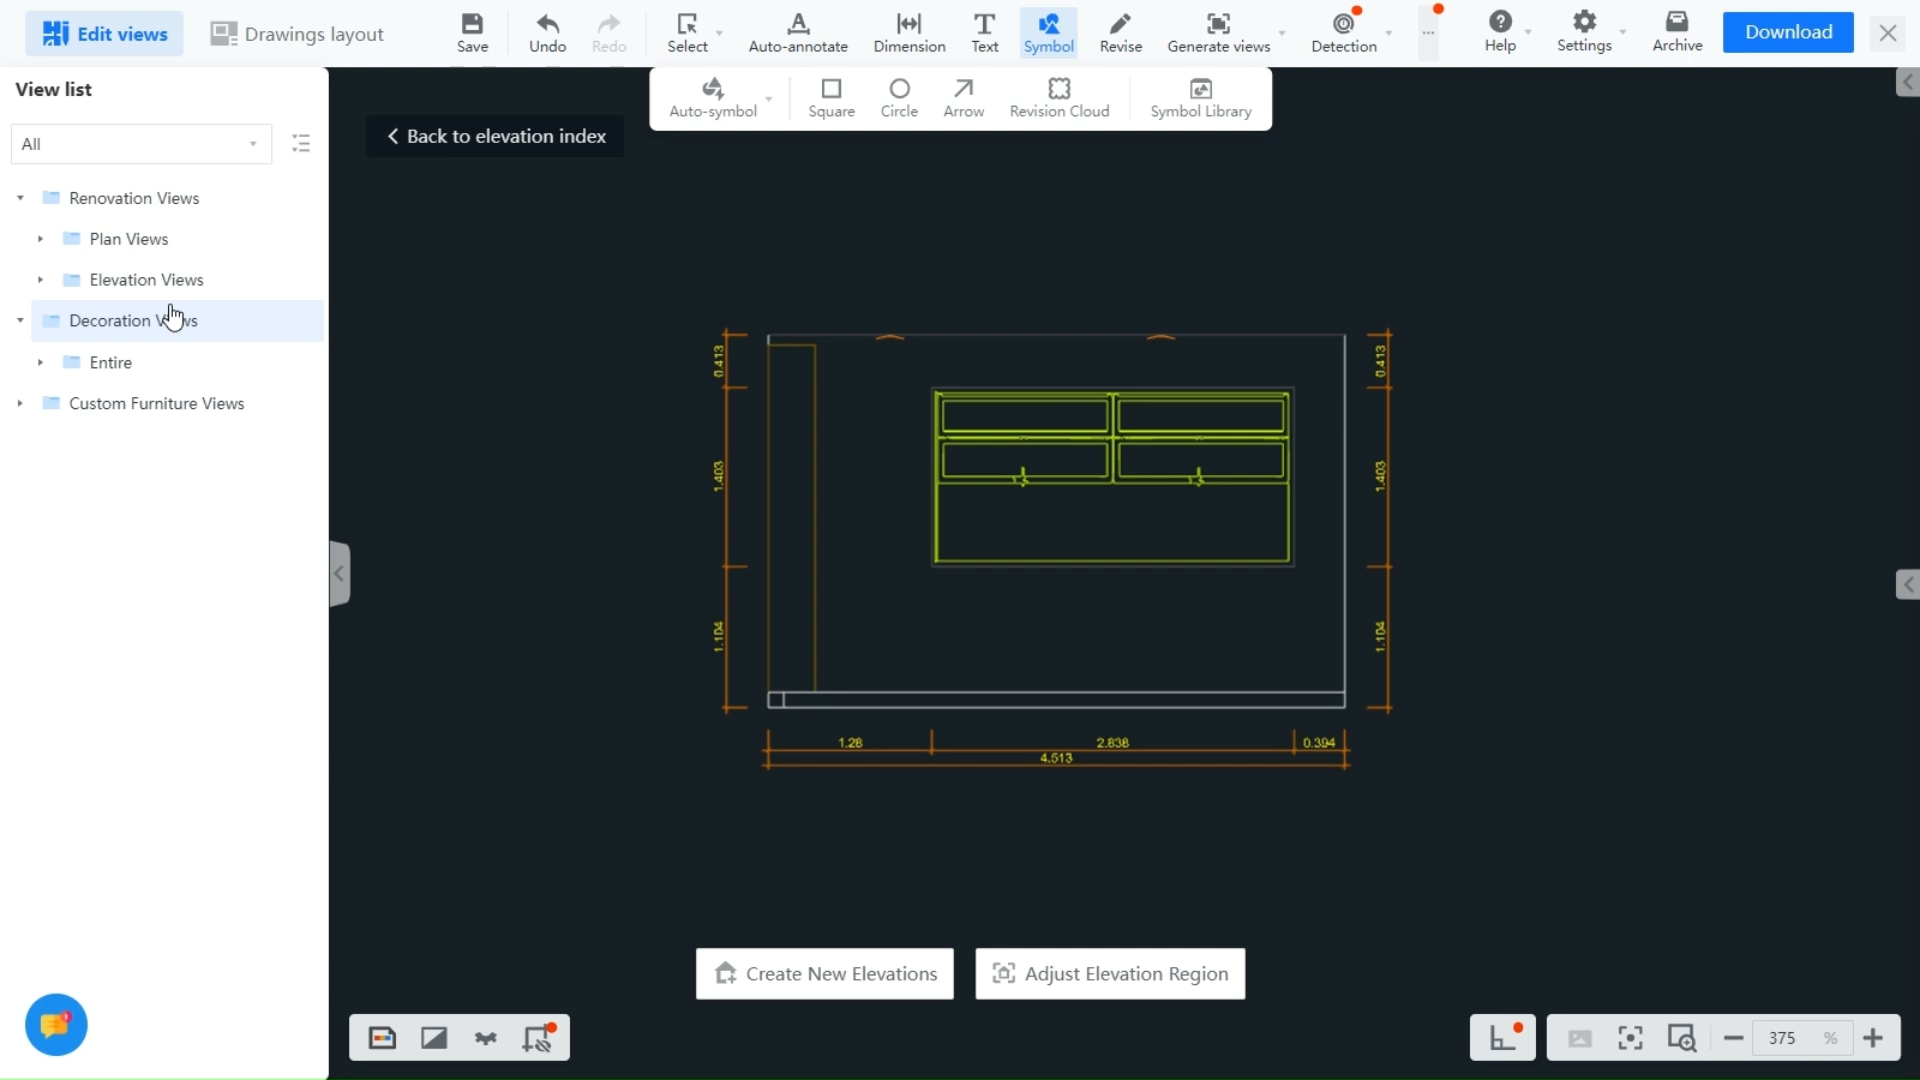 Edit views
Drawings layout
Save
Undo
Redo
Select
Auto-annotate
Dimension
Text
Symbol
Revise
Generate views
Detection
...
Help
Settings
Archive
Download
View list
Auto-symbol
Square
Circle
Arrow
Revision Cloud
Symbol Library
Back to elevation index
All
Renovation Views
Plan Views
Elevation Views
Decoration Views
Entire
Custom Furniture Views
0.413
0.413
1.403
1.403
1.104
1.104
1.28
2.838
0.394
4.513
Create New Elevations
Adjust Elevation Region
375 %